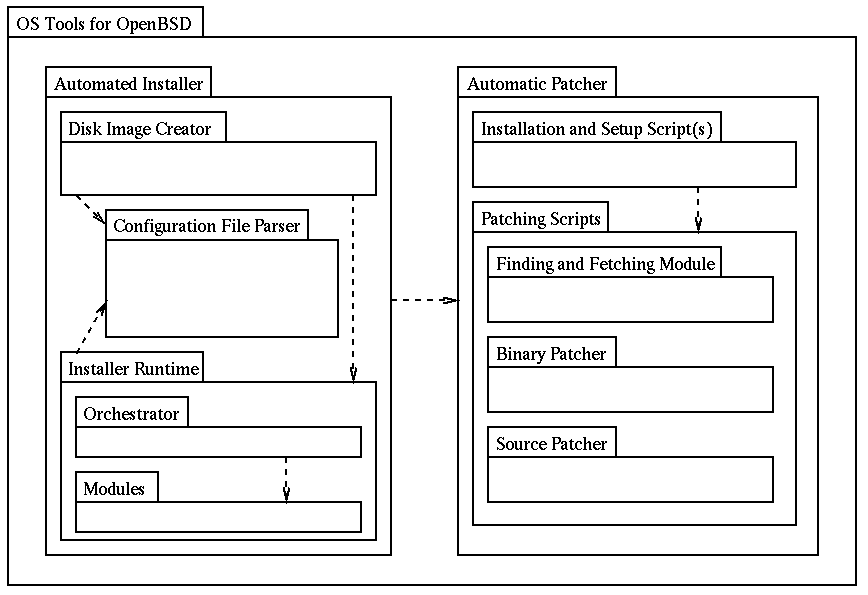 OS Tools for OpenBSD
Automated Installer
Disk Image Creator
Configuration File Parser
Installer Runtime
Orchestrator
Modules
Automatic Patcher
Installation and Setup Script(s)
Patching Scripts
Finding and Fetching Module
Binary Patcher
Source Patcher